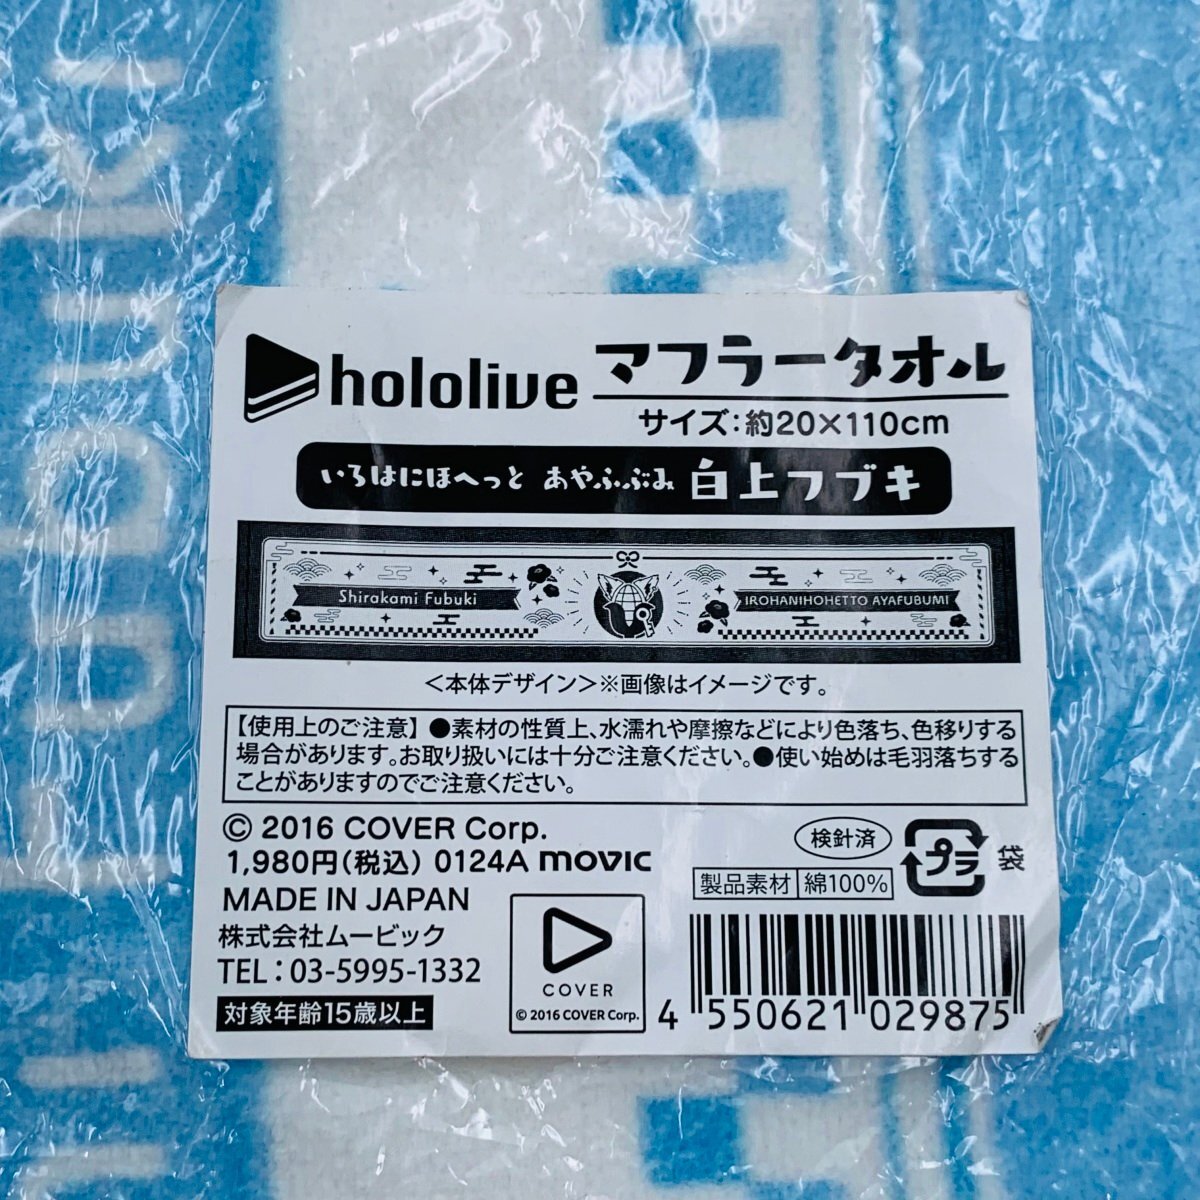 hololive マフラータオル
サイズ:約20×110cm
いろはにほへっと あやふぶみ 白上フブキ
Shirakami Fubuki
IROHANIHOHETTO AYAFUBUMI
<本体デザイン>※画像はイメージです。
【使用上のご注意】●素材の性質上、水濡れや摩擦などにより色落ち、色移りする
場合があります。お取り扱いには十分ご注意ください。●使い始めは毛羽落ちする
ことがありますのでご注意ください。
© 2016 COVER Corp.
1,980円(税込) 0124A movic
MADE IN JAPAN
株式会社ムービック
TEL:03-5995-1332
対象年齢15歳以上
COVER
© 2016 COVER Corp.
検針済
プラ 袋
製品素材 綿100%
4 550621 029875